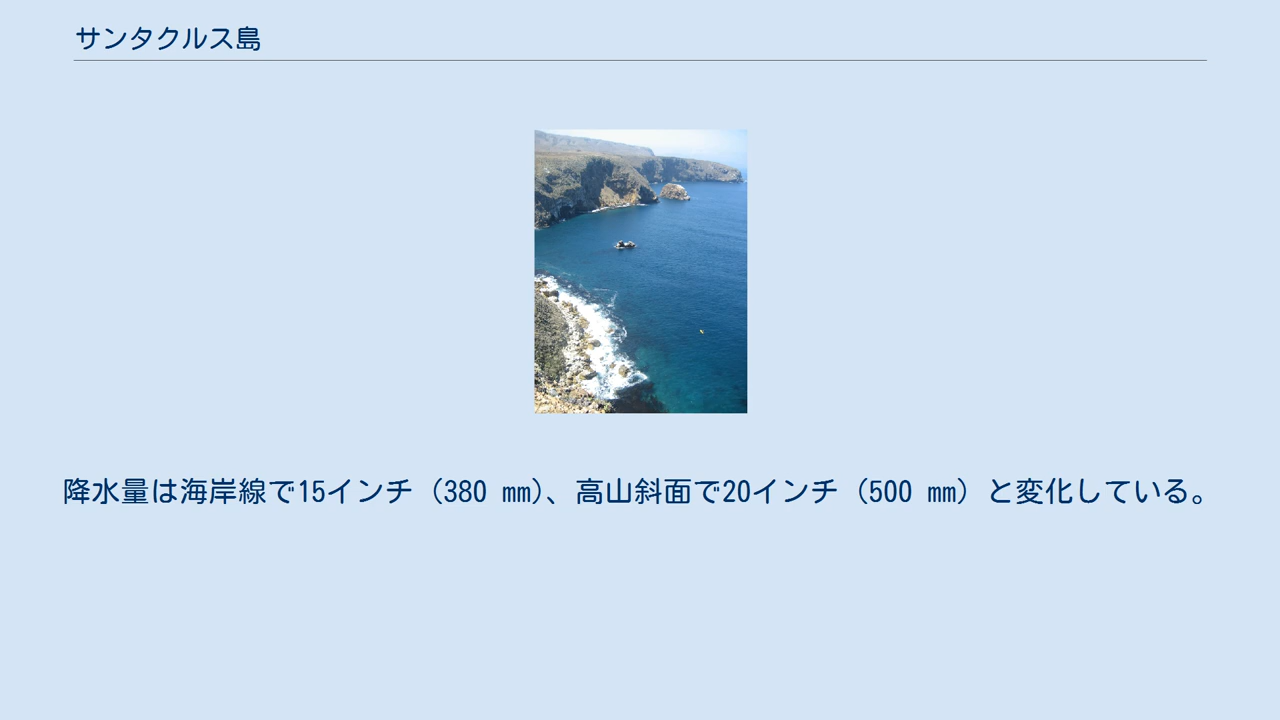 サンタクルス島
降水量は海岸線で15インチ（380 mm）、高山斜面で20インチ（500 mm）と変化している。